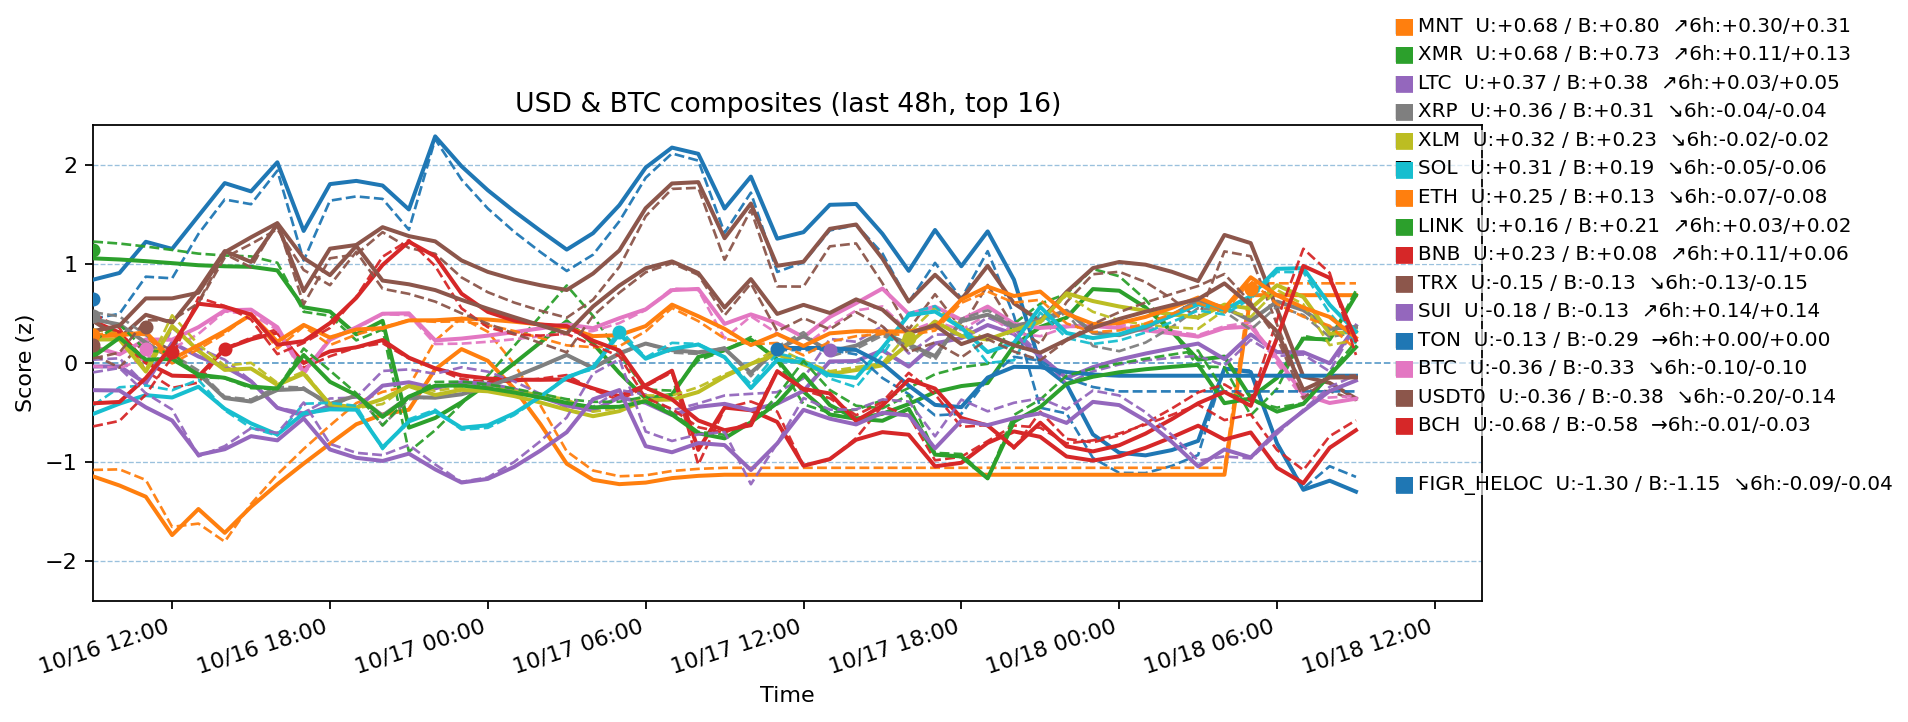 USD & BTC composites (last 48h, top 16)
MNT U:+0.68 / B:+0.80 ↗6h:+0.30/+0.31
XMR U:+0.68 / B:+0.73 ↗6h:+0.11/+0.13
LTC U:+0.37 / B:+0.38 ↗6h:+0.03/+0.05
XRP U:+0.36 / B:+0.31 ↘6h:-0.04/-0.04
XLM U:+0.32 / B:+0.23 ↘6h:-0.02/-0.02
SOL U:+0.31 / B:+0.19 ↘6h:-0.05/-0.06
ETH U:+0.25 / B:+0.13 ↘6h:-0.07/-0.08
LINK U:+0.16 / B:+0.21 ↗6h:+0.03/+0.02
BNB U:+0.23 / B:+0.08 ↗6h:+0.11/+0.06
TRX U:-0.15 / B:-0.13 ↘6h:-0.13/-0.15
SUI U:-0.18 / B:-0.13 ↗6h:+0.14/+0.14
TON U:-0.13 / B:-0.29 →6h:+0.00/+0.00
BTC U:-0.36 / B:-0.33 ↘6h:-0.10/-0.10
USDT0 U:-0.36 / B:-0.38 ↘6h:-0.20/-0.14
BCH U:-0.68 / B:-0.58 →6h:-0.01/-0.03
FIGR_HELOC U:-1.30 / B:-1.15 ↘6h:-0.09/-0.04
Score (z)
2
1
0
−1
−2
10/16 12:00
10/16 18:00
10/17 00:00
10/17 06:00
10/17 12:00
10/17 18:00
10/18 00:00
10/18 06:00
10/18 12:00
Time